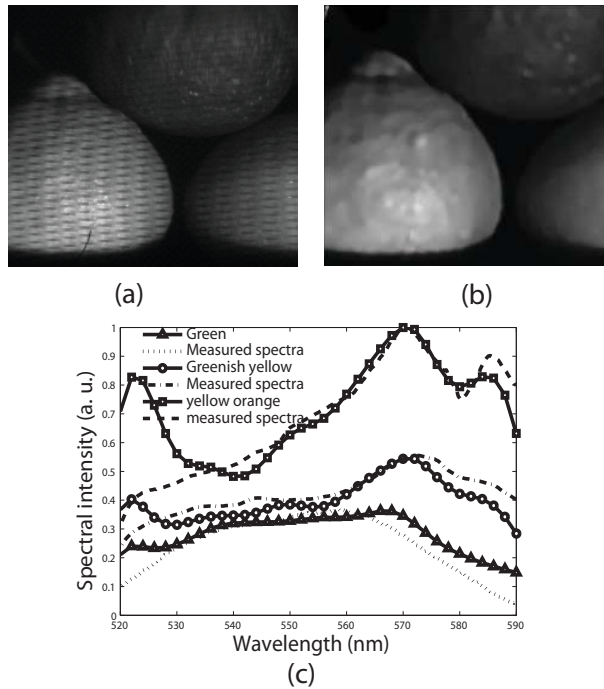 (a)
(b)
Green
Measured spectra
Greenish yellow
Measured spectra
yellow orange
measured spectra
Spectral intensity (a. u.)
1
0.9
0.8
0.7
0.6
0.5
0.4
0.3
0.2
0.1
0
520 530 540 550 560 570 580 590
Wavelength (nm)
(c)